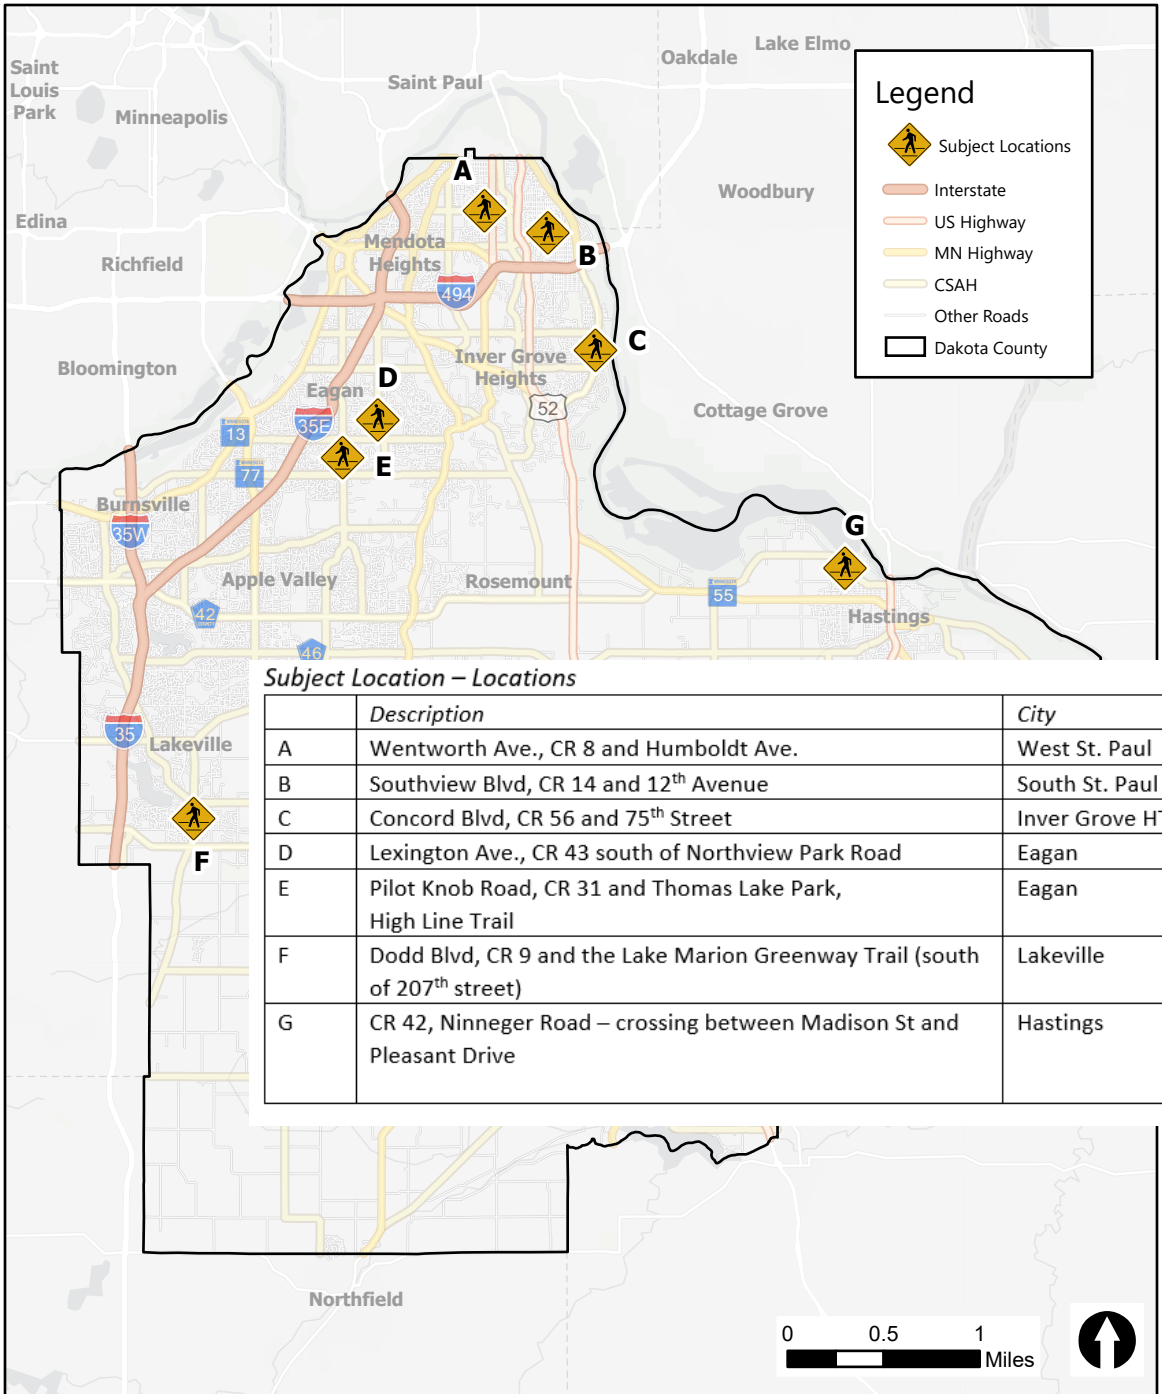 Lake Elmo
Oakdale
Saint
Louis
Park
Saint Paul
Minneapolis
Legend
Subject Locations
Interstate
US Highway
MN Highway
CSAH
Other Roads
Dakota County
A
Woodbury
Edina
Mendota
Heights
B
Richfield
494
C
Inver Grove
Heights
Bloomington
D
Eagan
52
Cottage Grove
35E
13
E
77
Burnsville
35W
G
Apple Valley
Rosemount
55
42
COUNTY
Hastings
46
Subject Location – Locations
Description City
A Wentworth Ave., CR 8 and Humboldt Ave. West St. Paul
B Southview Blvd, CR 14 and 12th Avenue South St. Paul
C Concord Blvd, CR 56 and 75th Street Inver Grove HT
D Lexington Ave., CR 43 south of Northview Park Road Eagan
E Pilot Knob Road, CR 31 and Thomas Lake Park, Eagan
High Line Trail
F Dodd Blvd, CR 9 and the Lake Marion Greenway Trail (south Lakeville
of 207th street)
G CR 42, Ninneger Road – crossing between Madison St and Hastings
Pleasant Drive
35
Lakeville
F
Northfield
0 0.5 1
Miles